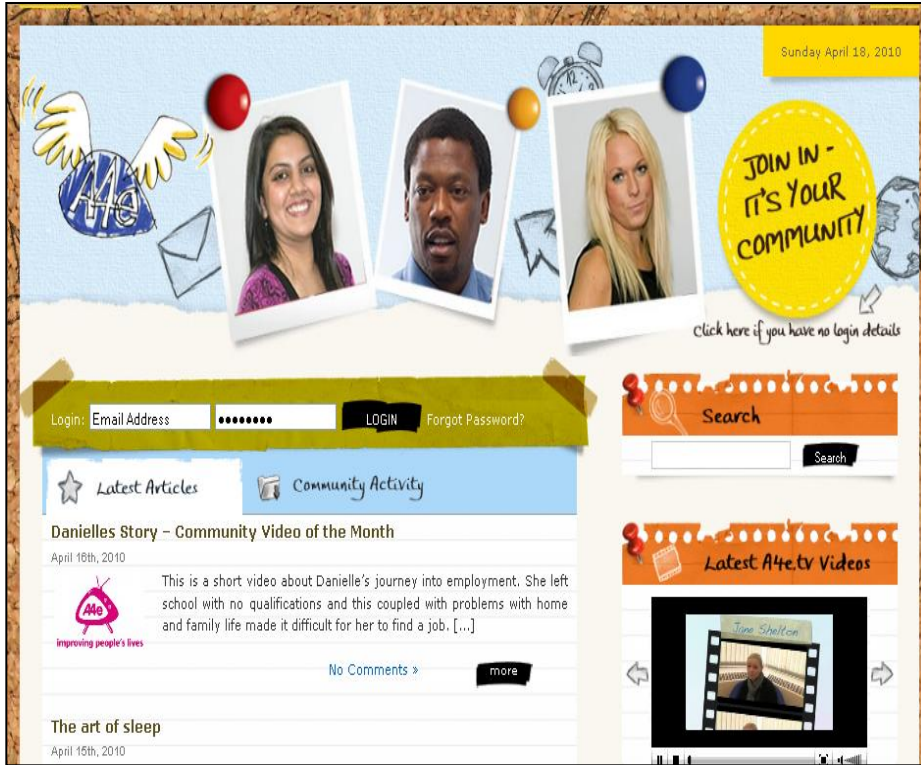 Sunday April 18, 2010
A4e
JOIN IN -
IT'S YOUR
COMMUNITY
Click here if you have no login details
Login: Email Address LOGIN Forgot Password?
Search
Search
Latest Articles
Community Activity
Danielles Story – Community Video of the Month
April 16th, 2010
A4e
improving people's lives
This is a short video about Danielle's journey into employment. She left
school with no qualifications and this coupled with problems with home
and family life made it difficult for her to find a job. [...]
No Comments »
more
The art of sleep
April 15th, 2010
Latest A4e.tv Videos
Jane Shelton